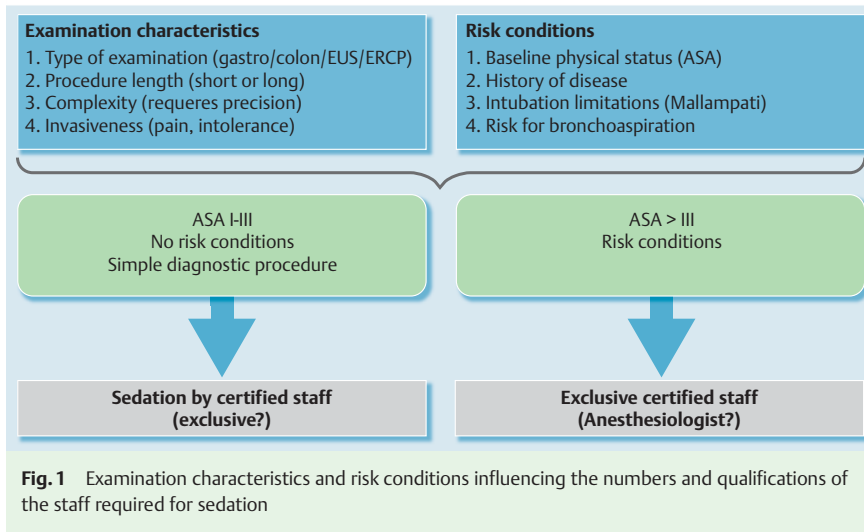 Examination characteristics
1. Type of examination (gastro/colon/EUS/ERCP)
2. Procedure length (short or long)
3. Complexity (requeres precision)
4. Invasiveness (pain, intolerance)
Risk conditions
1. Baseline physical status (ASA)
2. History of disease
3. Intubation limitations (Mallampati)
4. Risk for bronchoaspiration
ASA I-III
No risk conditions
Simple diagnostic procedure
ASA > III
Risk conditions
Sedation by certified staff
(exclusive?)
Exclusive certified staff
(Anesthesiologist?)
Fig. 1 Examination characteristics and risk conditions influencing the numbers and qualifications of
the staff required for sedation